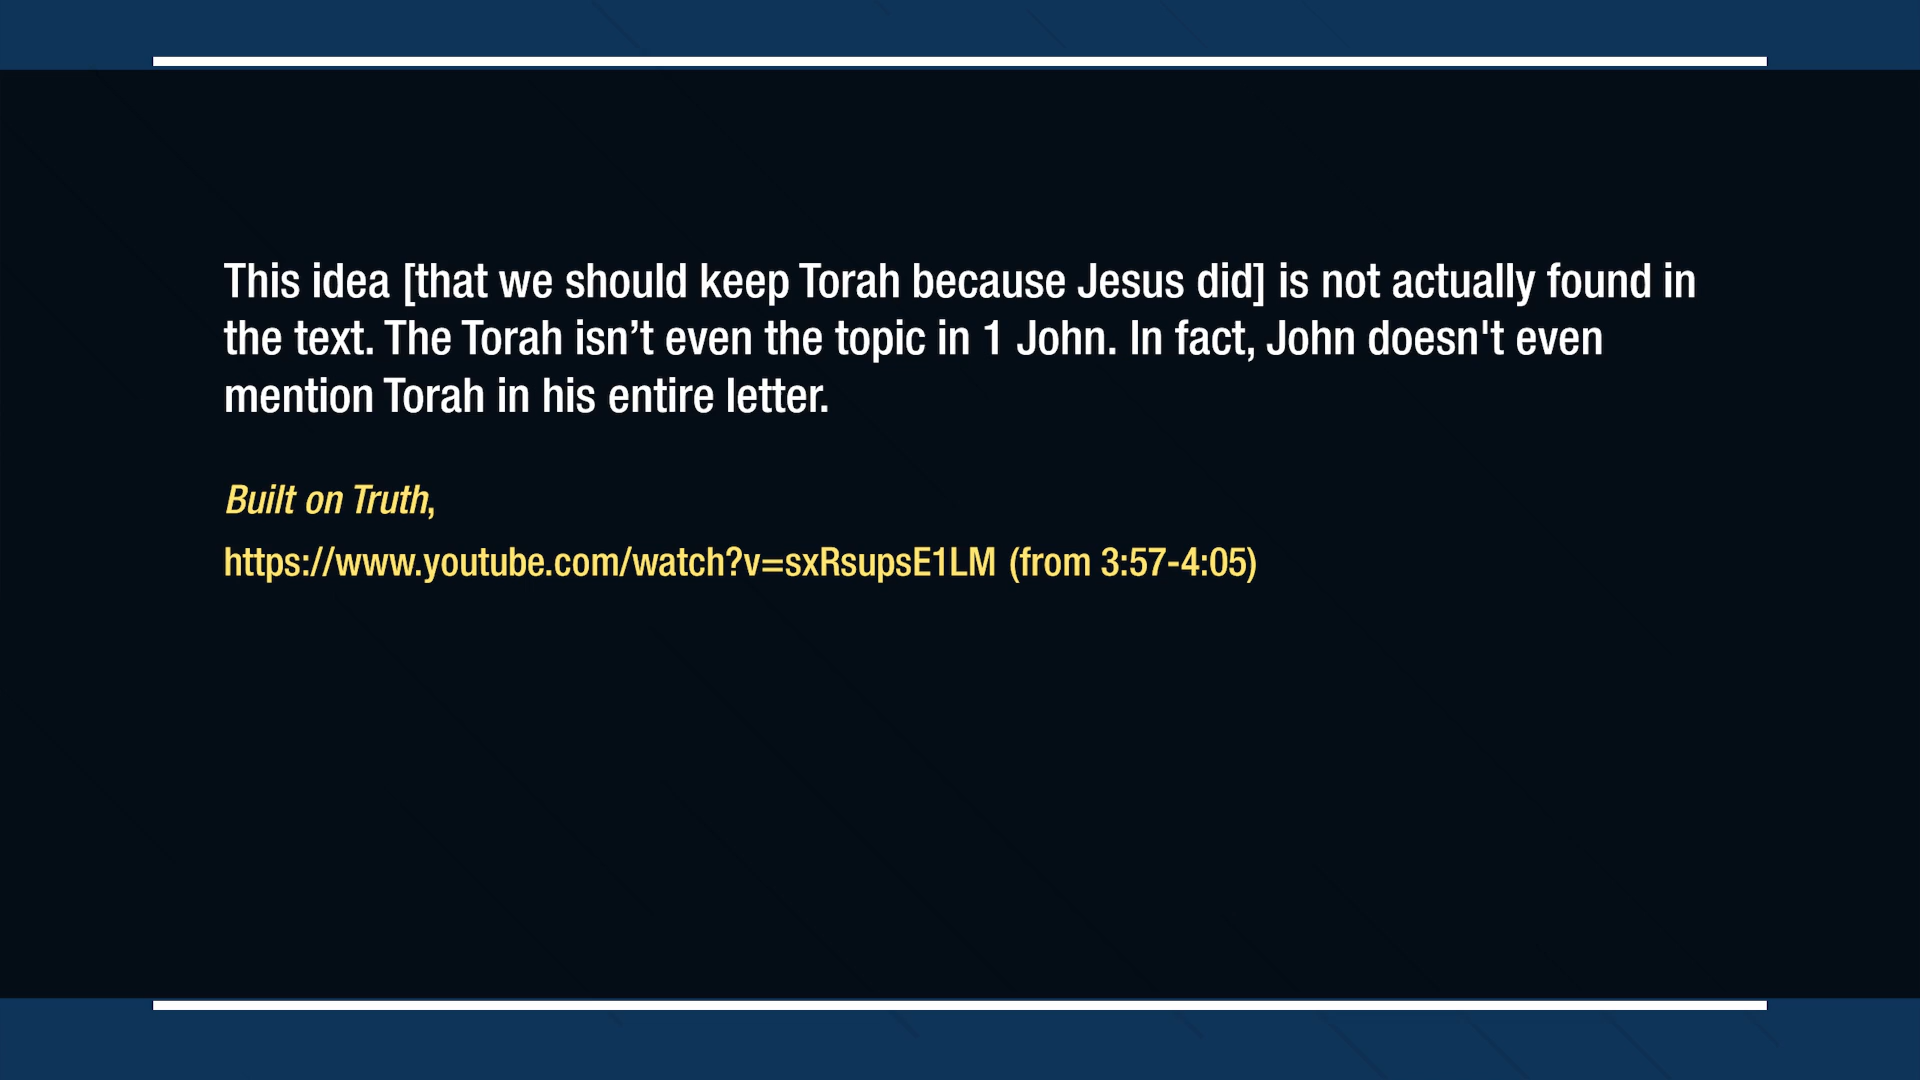 This idea [that we should keep Torah because Jesus did] is not actually found in
the text. The Torah isn’t even the topic in 1 John. In fact, John doesn't even
mention Torah in his entire letter.
Built on Truth,
https://www.youtube.com/watch?v=sxRsupsE1LM (from 3:57-4:05)